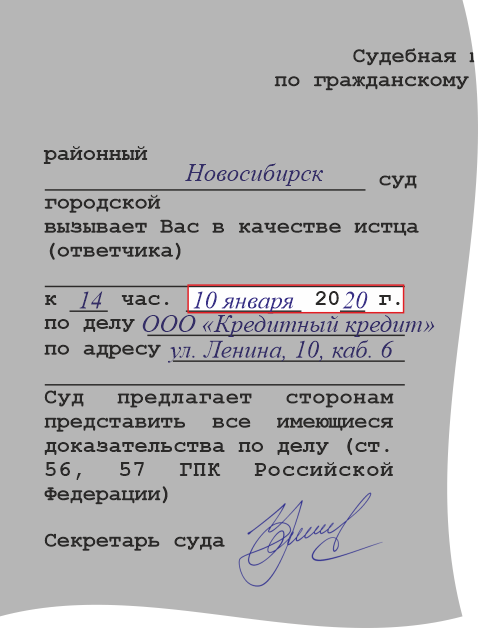 Судебная
по гражданскому
районный
Новосибирск суд
городской
вызывает Вас в качестве истца
(ответчика)
к 14 час. 10 января 2020 г.
по делу ООО «Кредитный кредит»
по адресу ул. Ленина, 10, каб. 6
Суд предлагает сторонам
представить все имеющиеся
доказательства по делу (ст.
56, 57 ГПК Российской
Федерации)
Секретарь суда